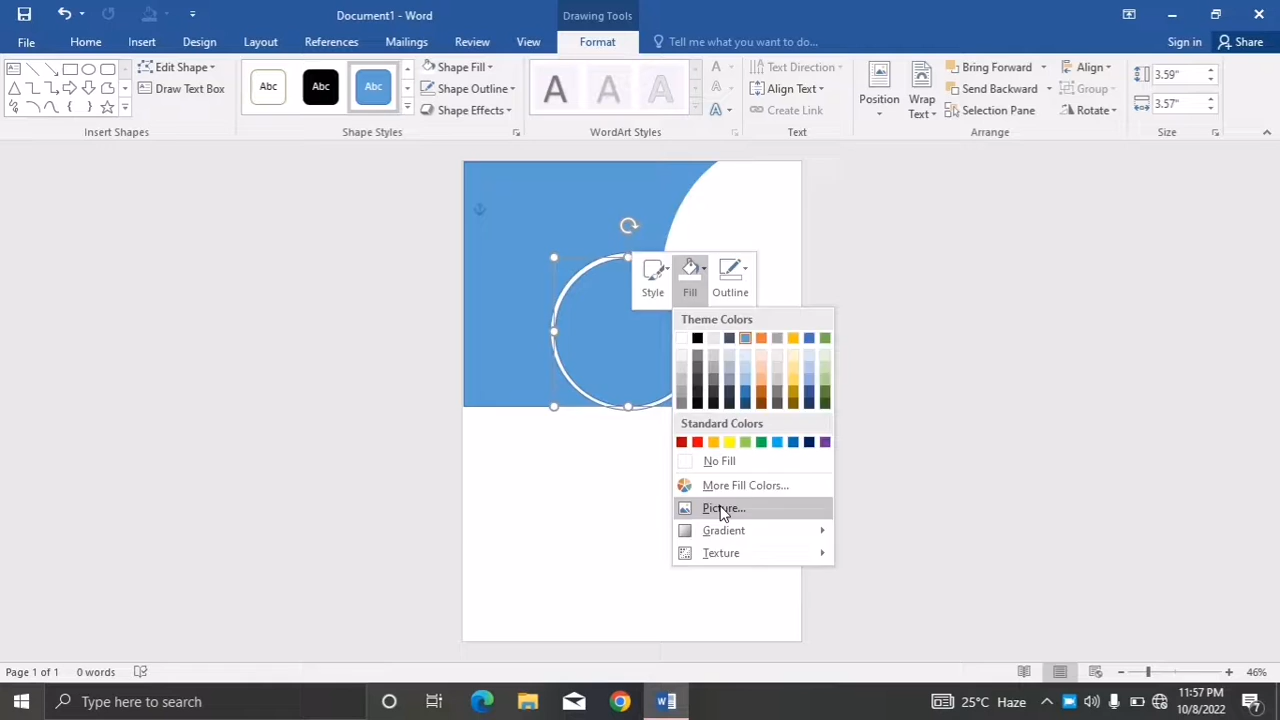 Document1 - Word
Drawing Tools
File Home Insert Design Layout References Mailings Review View Format Tell me what you want to do... Sign in Share
Edit Shape
Draw Text Box
Insert Shapes
Abc Abc Abc
Shape Fill
Shape Outline
Shape Effects
Shape Styles
A A A
A
A
A
WordArt Styles
Text Direction
Align Text
Create Link
Text
Position
Wrap
Text
Bring Forward
Send Backward
Selection Pane
Align
Group
Rotate
Arrange
3.59"
3.57"
Size
Style Fill Outline
Theme Colors
Standard Colors
No Fill
More Fill Colors...
Picture...
Gradient
Texture
Page 1 of 1 0 words 46%
Type here to search
25°C Haze
11:57 PM
10/8/2022
7